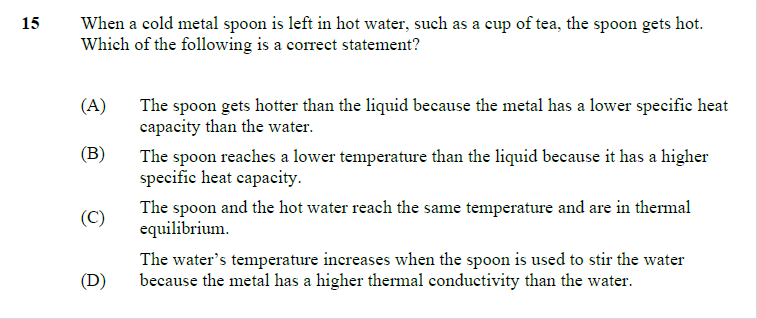 15 When a cold metal spoon is left in hot water, such as a cup of tea, the spoon gets hot.
Which of the following is a correct statement?
(A) The spoon gets hotter than the liquid because the metal has a lower specific heat
capacity than the water.
(B) The spoon reaches a lower temperature than the liquid because it has a higher
specific heat capacity.
(C) The spoon and the hot water reach the same temperature and are in thermal
equilibrium.
The water's temperature increases when the spoon is used to stir the water
(D) because the metal has a higher thermal conductivity than the water.